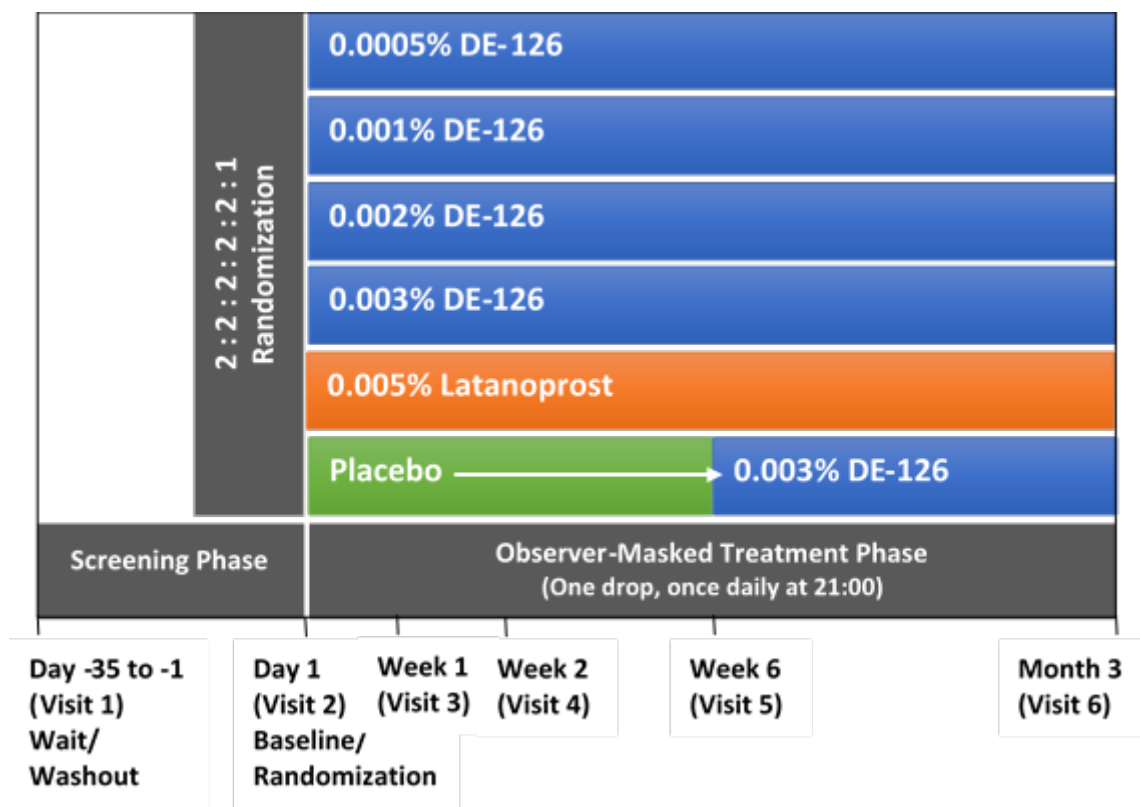 0.0005% DE-126
0.001% DE-126
0.002% DE-126
0.003% DE-126
0.005% Latanoprost
Placebo
0.003% DE-126
2 : 2 : 2 : 2 : 2 : 1
Randomization
Screening Phase
Observer-Masked Treatment Phase
(One drop, once daily at 21:00)
Day -35 to -1
(Visit 1)
Wait/
Washout
Day 1
(Visit 2)
Baseline/
Randomization
Week 1
(Visit 3)
Week 2
(Visit 4)
Week 6
(Visit 5)
Month 3
(Visit 6)